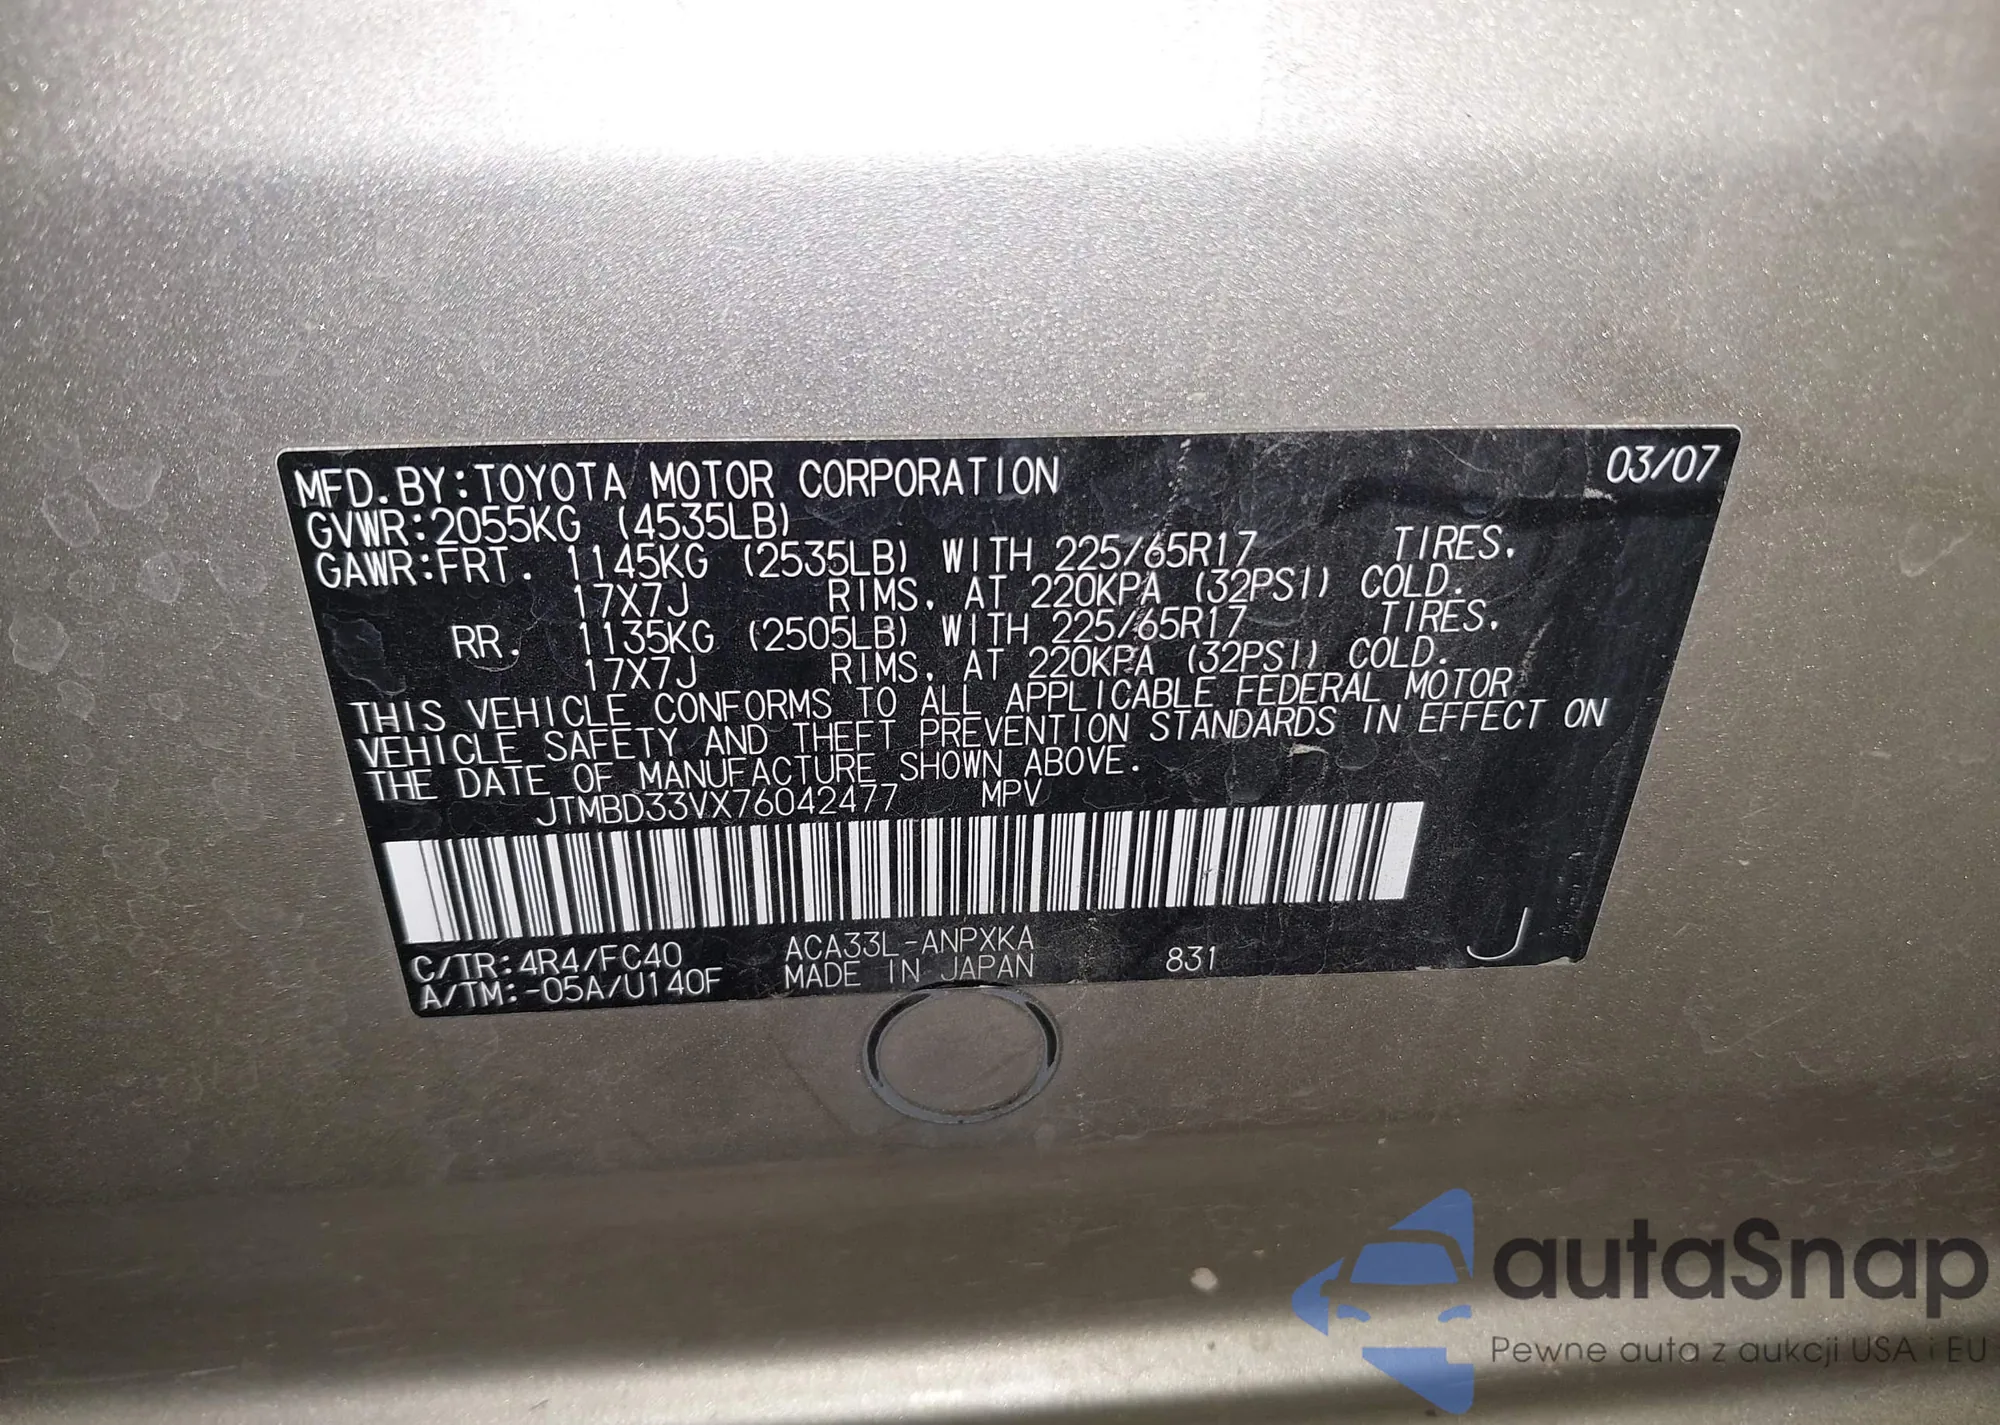 MFD. BY: TOYOTA MOTOR CORPORATION 03/07
GVWR: 2055KG (4535LB)
GAWR: FRT. 1145KG (2535LB) WITH 225/65R17 TIRES.
17X7J RIMS, AT 220KPA (32PSI) COLD.
RR. 1135KG (2505LB) WITH 225/65R17 TIRES,
17X7J RIMS, AT 220KPA (32PSI) COLD.
THIS VEHICLE CONFORMS TO ALL APPLICABLE FEDERAL MOTOR
VEHICLE SAFETY AND THEFT PREVENTION STANDARDS IN EFFECT ON
THE DATE OF MANUFACTURE SHOWN ABOVE.
JTMBD33VX76042477 MPV
C/TR: 4R4/FC40 ACA33L-ANPXKA
A/TM: -05A/U140F MADE IN JAPAN 831 J
autaSnap
Pewne auta z aukcji USA i EU